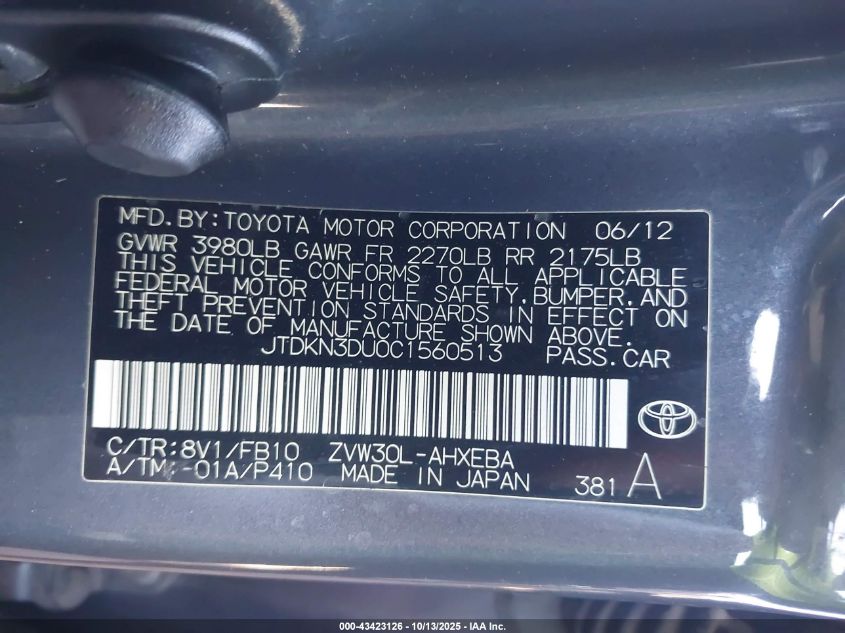 MFD.BY:TOYOTA MOTOR CORPORATION 06/12
GVWR 3980LB GAWR FR 2270LB RR 2175LB
THIS VEHICLE CONFORMS TO ALL APPLICABLE
FEDERAL MOTOR VEHICLE SAFETY,BUMPER,AND
THEFT PREVENTION STANDARDS IN EFFECT ON
THE DATE OF MANUFACTURE SHOWN ABOVE.
JTDKN3DU0C1560513 PASS.CAR
C/TR:8V1/FB10 ZVW30L-AHXEBA
A/TM:-01A/P410 MADE IN JAPAN 381 A
000-43423126 - 10/13/2025 - IAA Inc.